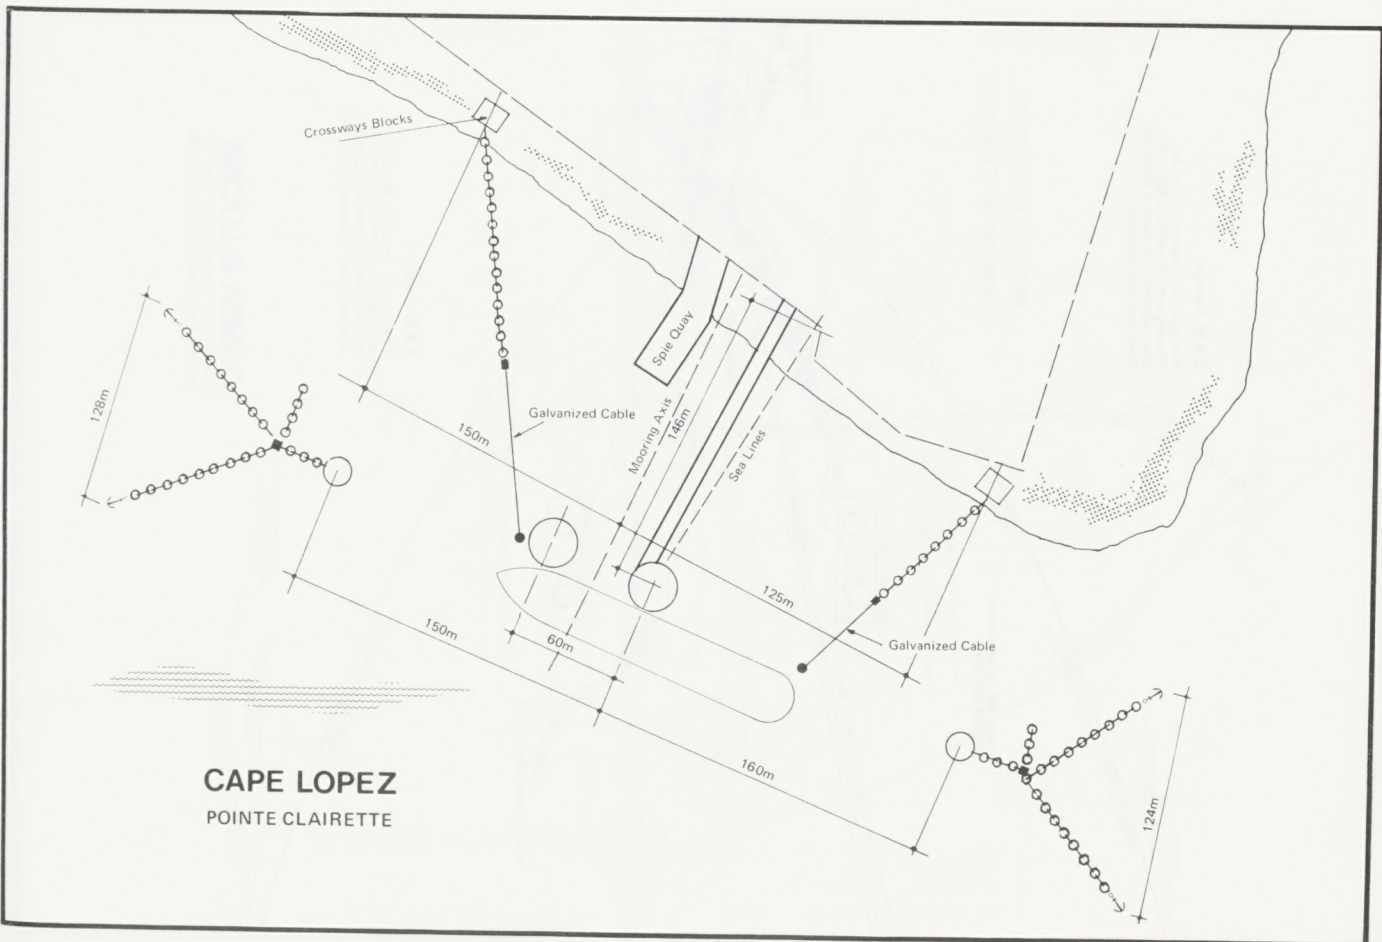 Crossways Blocks
Spie Quay
128m
Galvanized Cable
150m
Mooring Axis
146m
Sea Lines
125m
Galvanized Cable
150m
60m
160m
124m
CAPE LOPEZ
POINTE CLAIRETTE